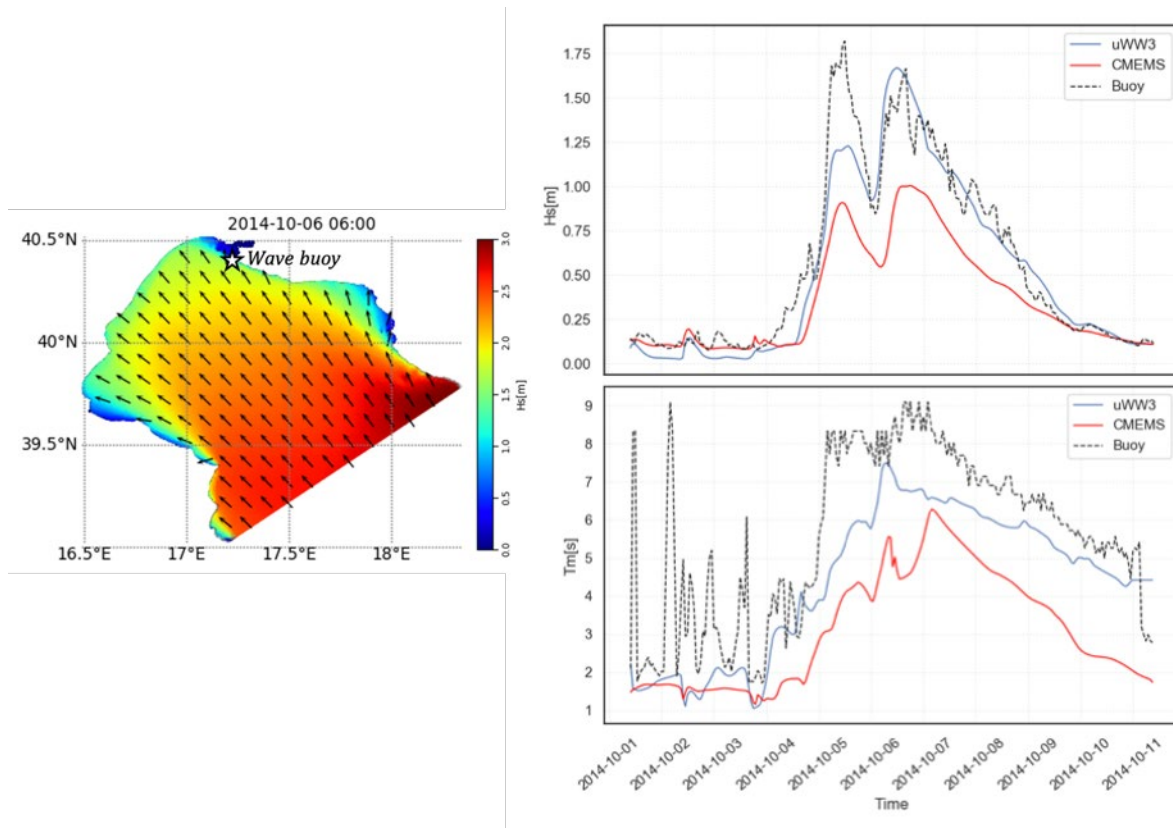 2014-10-06 06:00
40.5°N
40°N
39.5°N
16.5°E 17°E 17.5°E 18°E
Wave buoy
3.0
2.5
2.0
1.5
1.0
0.5
0.0
Hs[m]
1.75
1.50
1.25
1.00
0.75
0.50
0.25
0.00
Hs[m]
uWW3
CMEMS
Buoy
9
8
7
6
5
4
3
2
1
Tm[s]
uWW3
CMEMS
Buoy
2014-10-01
2014-10-02
2014-10-03
2014-10-04
2014-10-05
2014-10-06
2014-10-07
2014-10-08
2014-10-09
2014-10-10
2014-10-11
Time